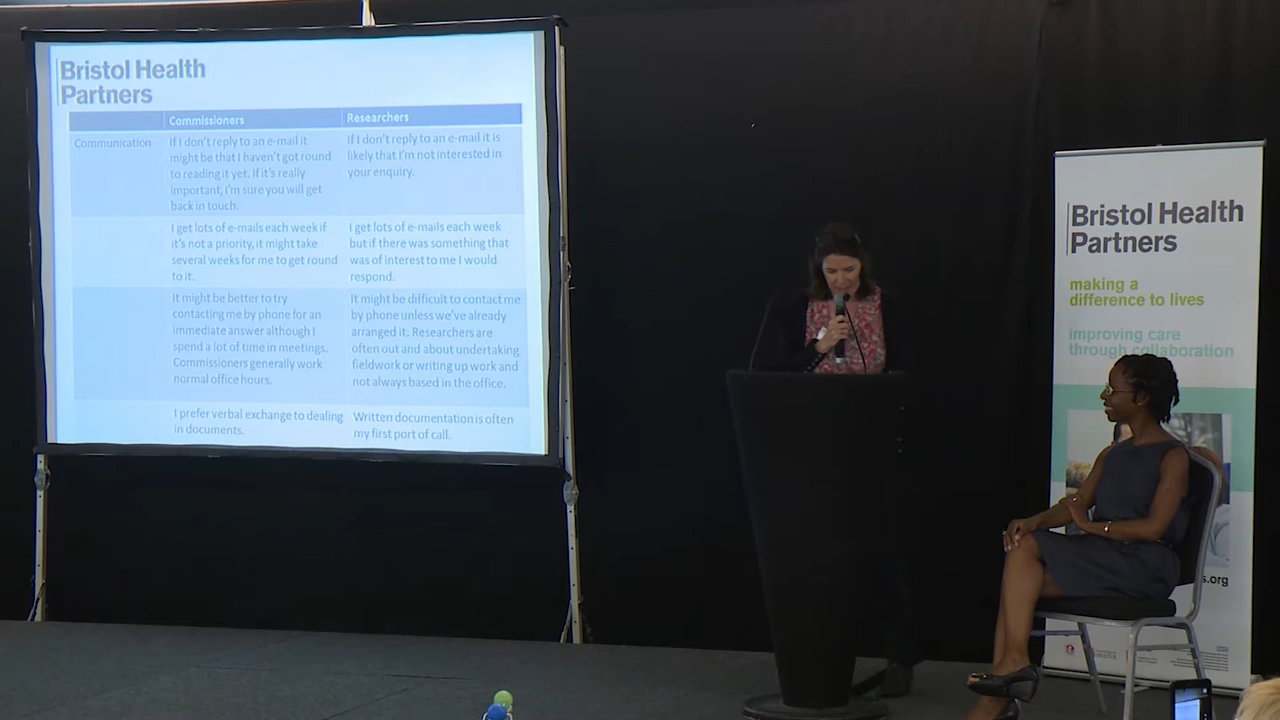 Bristol Health
Partners
Commissioners
Researchers
Communication
If I don't reply to an e-mail it
might be that I haven't got round
to reading it yet. If it's really
important, I'm sure you will get
back in touch.
If I don't reply to an e-mail it is
likely that I'm not interested in
your enquiry.
I get lots of e-mails each week if
it's not a priority, it might take
several weeks for me to get round
to it.
I get lots of e-mails each week
but if there was something that
was of interest to me I would
respond.
It might be better to try
contacting me by phone for an
immediate answer although I
spend a lot of time in meetings.
Commissioners generally work
normal office hours.
It might be difficult to contact me
by phone unless we've already
arranged it. Researchers are
often out and about undertaking
fieldwork or writing up work and
not always based in the office.
I prefer verbal exchange to dealing
in documents.
Written documentation is often
my first port of call.
Bristol Health
Partners
making a
difference to lives
improving care
through collaboration
s.org